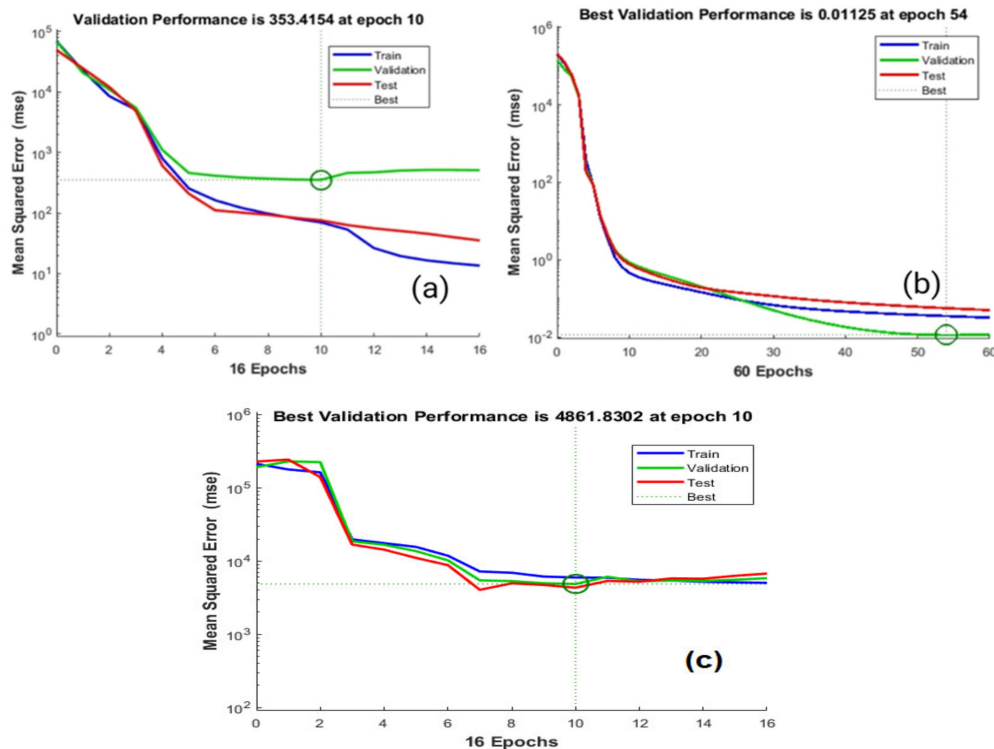 Validation Performance is 353.4154 at epoch 10
Mean Squared Error (mse)
10^5
10^4
10^3
10^2
10^1
10^0
Train
Validation
Test
Best
(a)
0 2 4 6 8 10 12 14 16
16 Epochs
Best Validation Performance is 0.01125 at epoch 54
Mean Squared Error (mse)
10^6
10^4
10^2
10^0
10^-2
Train
Validation
Test
Best
(b)
0 10 20 30 40 50 60
60 Epochs
Best Validation Performance is 4861.8302 at epoch 10
Mean Squared Error (mse)
10^6
10^5
10^4
10^3
10^2
Train
Validation
Test
Best
(c)
0 2 4 6 8 10 12 14 16
16 Epochs